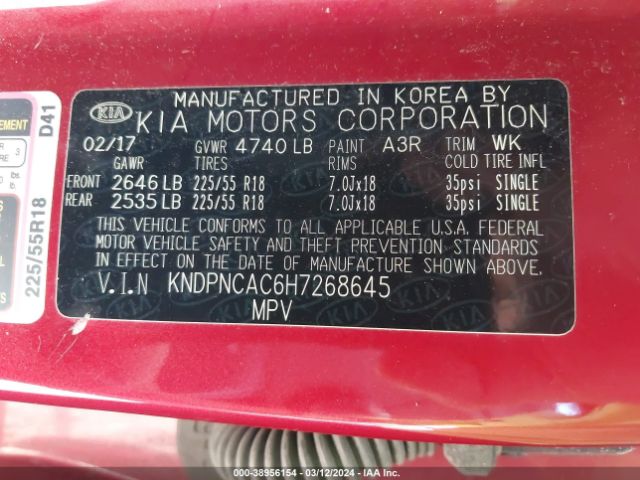 MANUFACTURED IN KOREA BY
KIA KIA MOTORS CORPORATION
02/17 GVWR 4740 LB PAINT A3R TRIM WK
GAWR TIRES RIMS COLD TIRE INFL
FRONT 2646 LB 225/55 R18 7.0Jx18 35psi SINGLE
REAR 2535 LB 225/55 R18 7.0Jx18 35psi SINGLE
THIS VEHICLE CONFORMS TO ALL APPLICABLE U.S.A. FEDERAL
MOTOR VEHICLE SAFETY AND THEFT PREVENTION STANDARDS
IN EFFECT ON THE DATE OF MANUFACTURE SHOWN ABOVE.
V.I.N KNDPNCAC6H7268645
MPV
D41
225/55R18
000-38956154 — 03/12/2024 - IAA Inc.